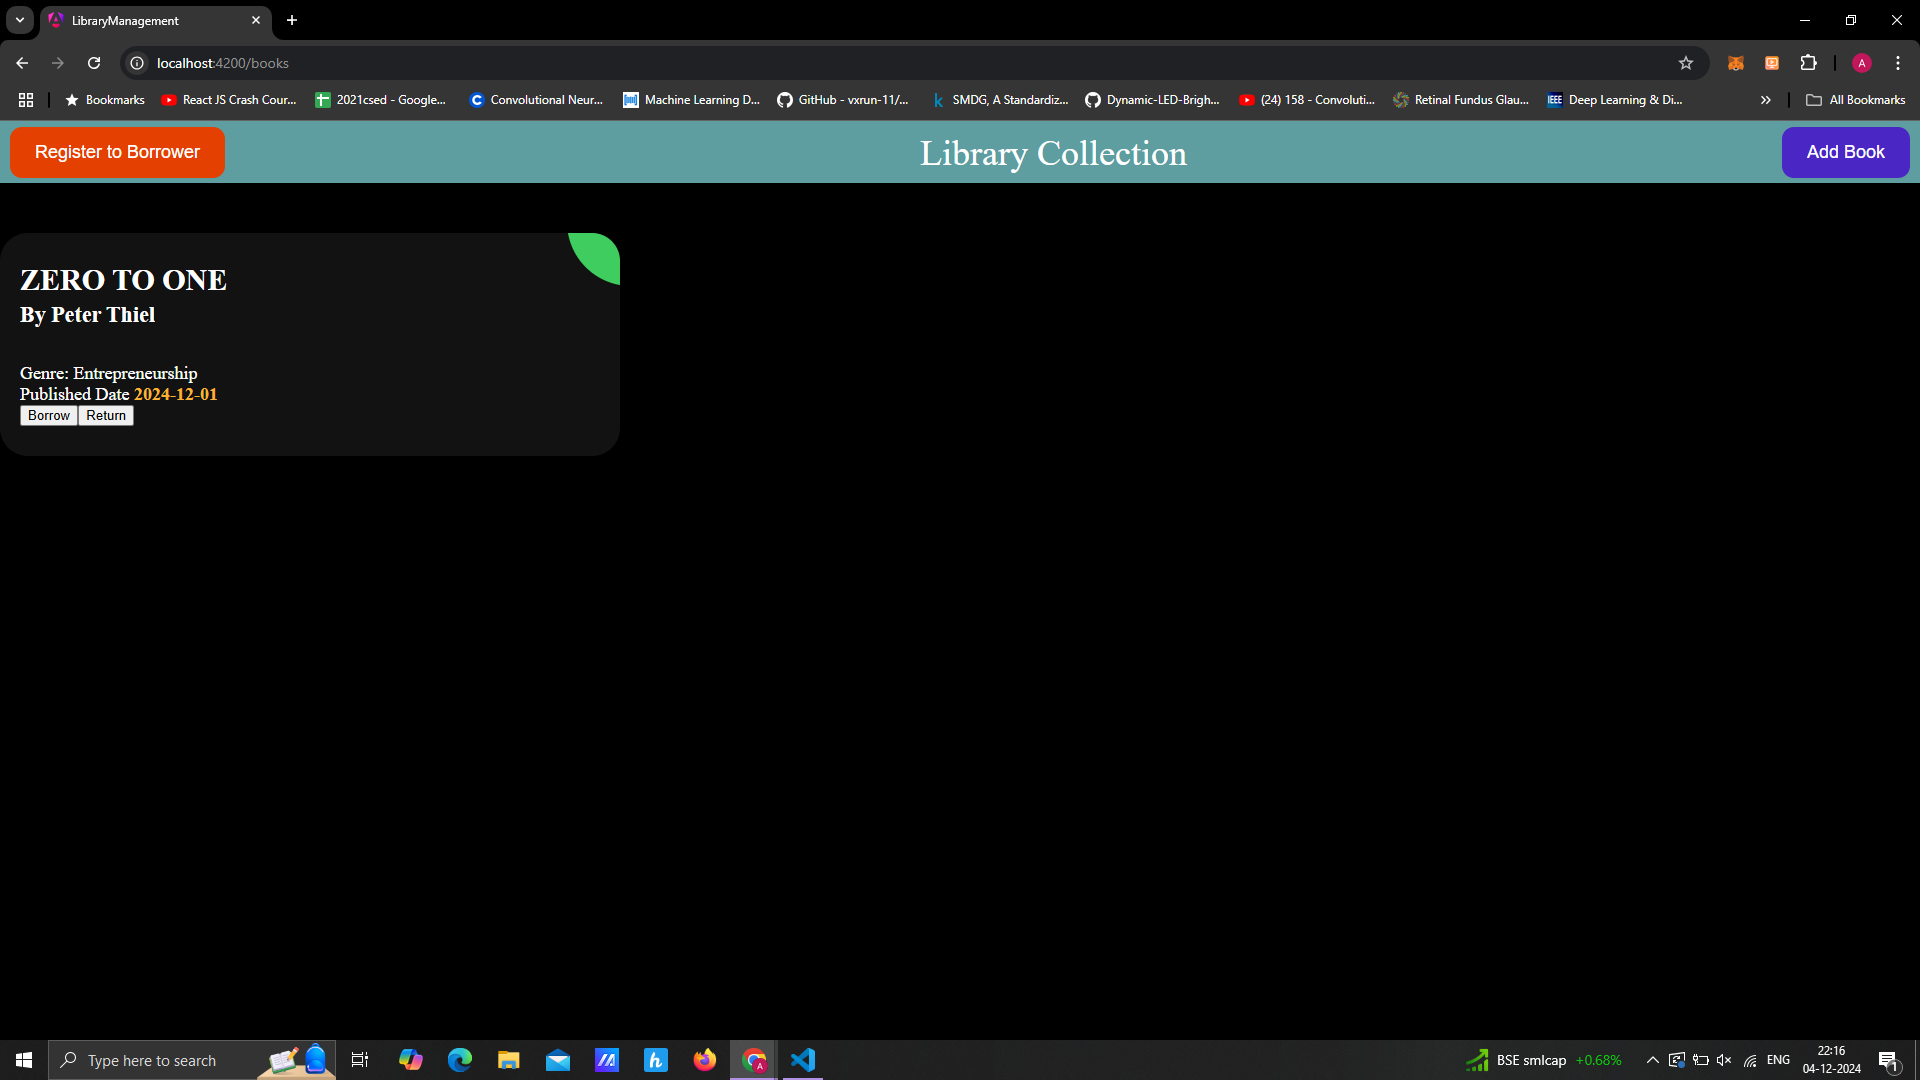 LibraryManagement
localhost:4200/books
Bookmarks React JS Crash Cour... 2021csed - Google... Convolutional Neur... Machine Learning D... GitHub - vxrun-11/... SMDG, A Standardiz... Dynamic-LED-Brigh... (24) 158 - Convoluti... Retinal Fundus Glau... IEEE Deep Learning & Di... All Bookmarks
Register to Borrower Library Collection Add Book
ZERO TO ONE
By Peter Thiel
Genre: Entrepreneurship
Published Date 2024-12-01
Borrow Return
Type here to search
BSE smlcap +0.68%
ENG
22:16
04-12-2024
1